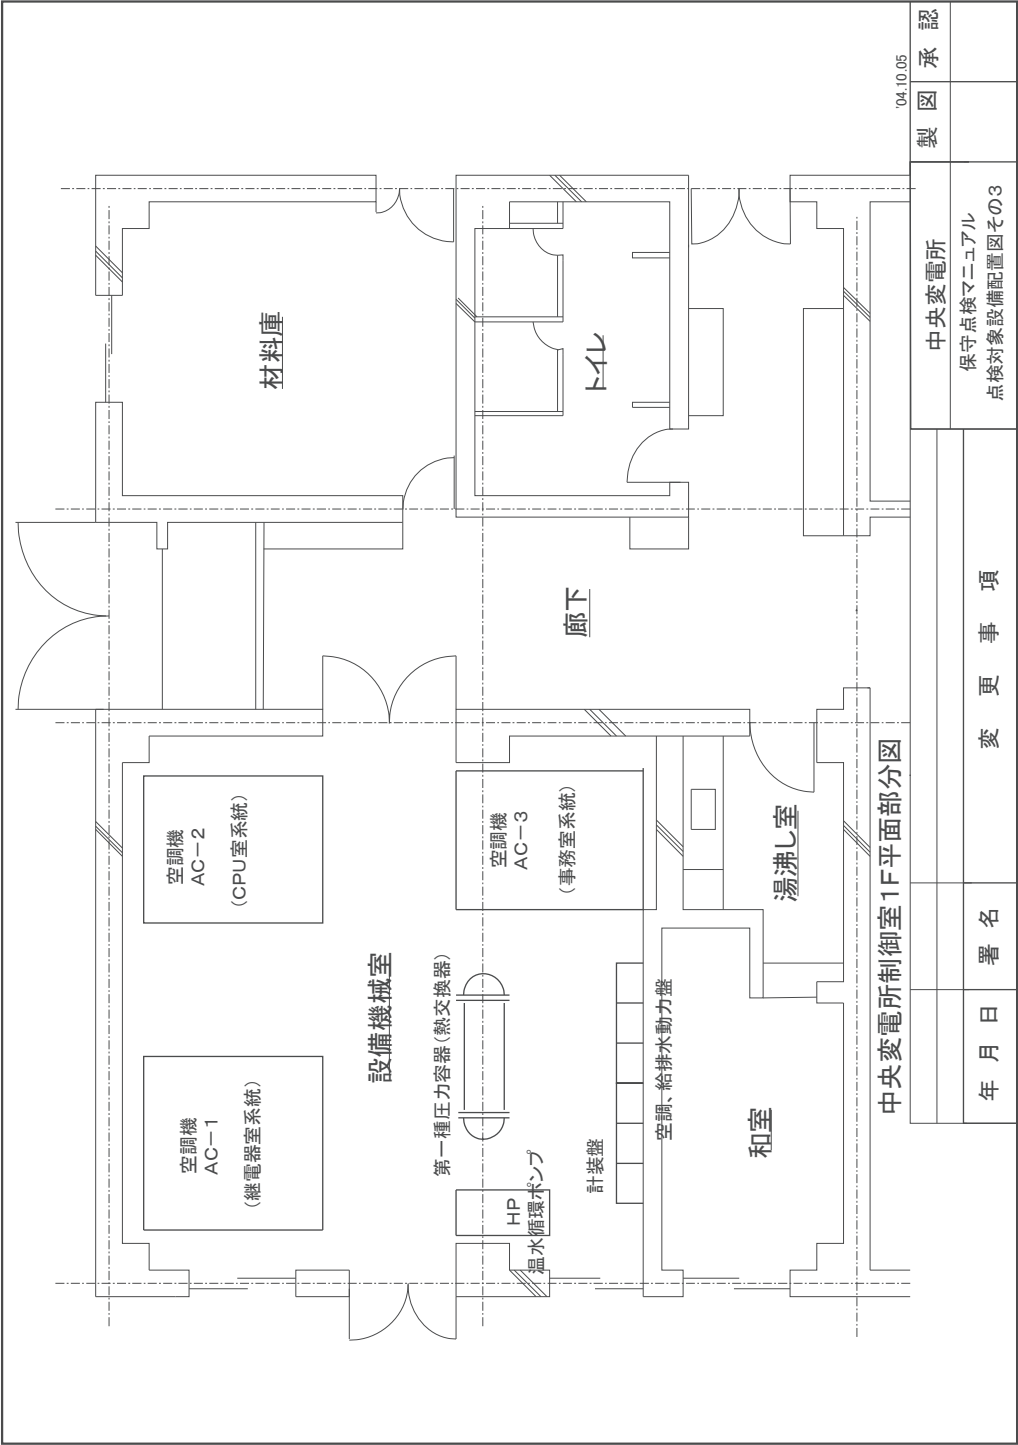 材料庫
トイレ
廊下
空調機
AC－2
(CPU室系統)
空調機
AC－3
(事務室系統)
設備機械室
第一種圧力容器(熱交換器)
空調機
AC－1
(継電器室系統)
HP
温水循環ポンプ
計装盤
空調、給排水動力盤
湯沸し室
和室
中央変電所制御室1F平面部分図
'04.10.05
年月日
署名
変更事項
中央変電所
保守点検マニュアル
点検対象設備配置図その3
製図
承認